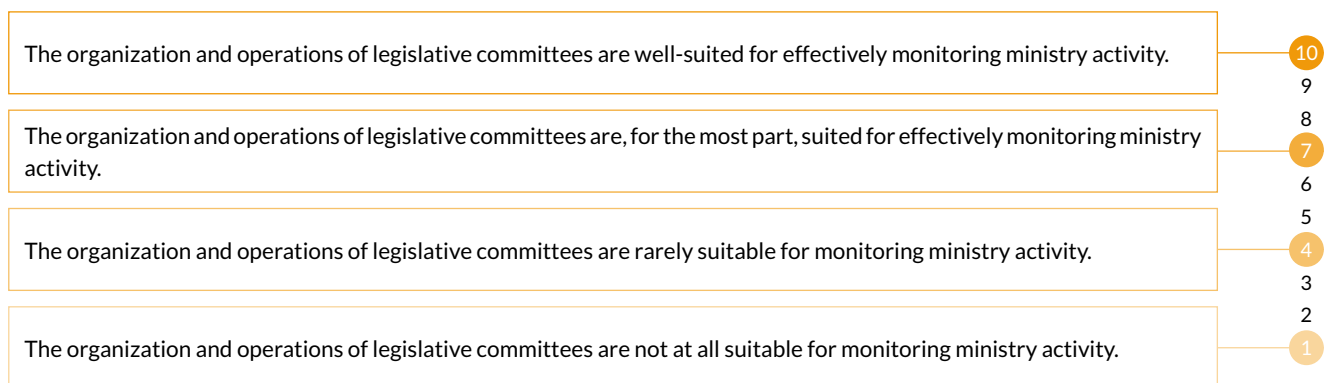 The organization and operations of legislative committees are well-suited for effectively monitoring ministry activity.
10
9
8
The organization and operations of legislative committees are, for the most part, suited for effectively monitoring ministry
activity.
7
6
5
The organization and operations of legislative committees are rarely suitable for monitoring ministry activity.
4
3
2
The organization and operations of legislative committees are not at all suitable for monitoring ministry activity.
1